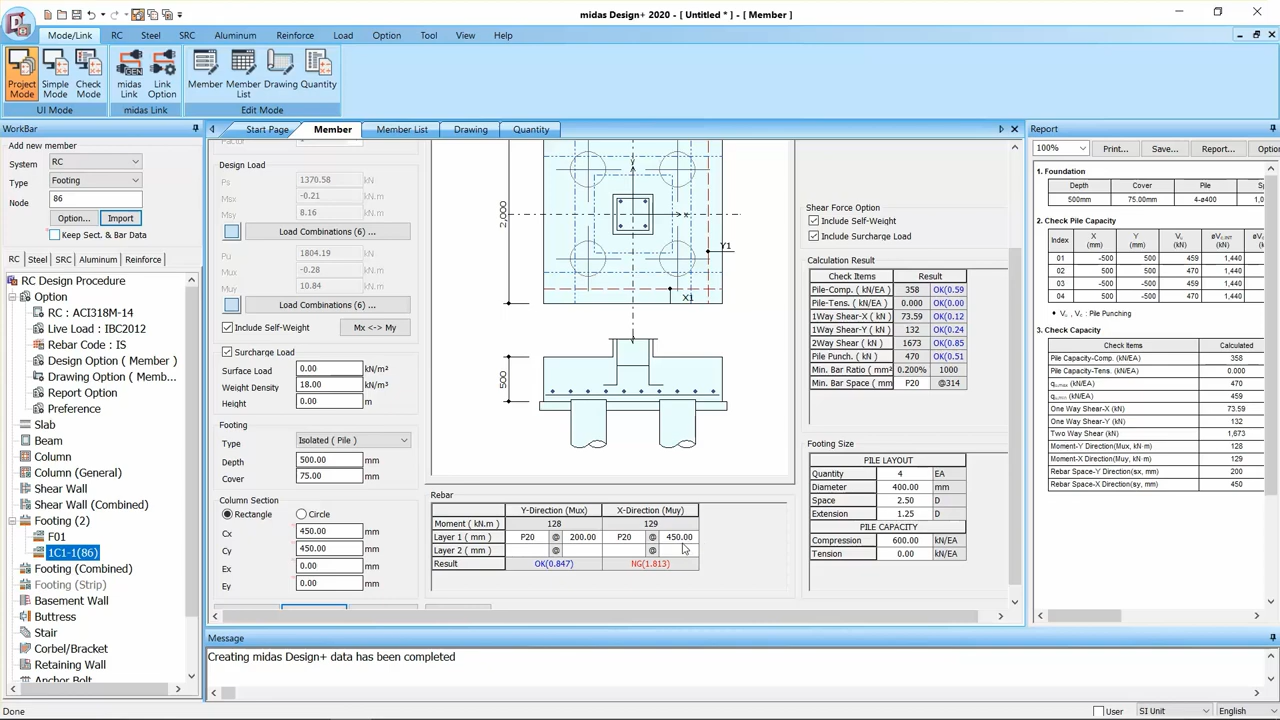 midas Design+ 2020 - [ Untitled * ] - [ Member ]
Mode/Link RC Steel SRC Aluminum Reinforce Load Option Tool View Help
Project Mode
Simple Mode
Check Mode
midas Link
Link Option
Member
Member List
Drawing
Quantity
UI Mode midas Link Edit Mode
WorkBar
Add new member
System RC
Type Footing
Node 86
Option... Import
Keep Sect. & Bar Data
RC Steel SRC Aluminum Reinforce
RC Design Procedure
Option
RC : ACI318M-14
Live Load : IBC2012
Rebar Code : IS
Design Option ( Member )
Drawing Option ( Memb...
Report Option
Preference
Slab
Beam
Column
Column (General)
Shear Wall
Shear Wall (Combined)
Footing (2)
F01
1C1-1(86)
Footing (Combined)
Footing (Strip)
Basement Wall
Buttress
Stair
Corbel/Bracket
Retaining Wall
Anchor Bolt
Start Page Member Member List Drawing Quantity
Factor
Design Load
Ps 1370.58 kN
Msx -0.21 kN
Msy 8.16 kN
Load Combinations (6) ...
Pu 1804.19 kN
Mux -0.28 kN
Muy 10.84 kN
Load Combinations (6) ...
Include Self-Weight Mx <-> My
Surcharge Load
Surface Load 0.00 kN/m²
Weight Density 18.00 kN/m³
Height 0.00 m
Footing
Type Isolated ( Pile )
Depth 500.00 mm
Cover 75.00 mm
Column Section
Rectangle Circle
Cx 450.00 mm
Cy 450.00 mm
Ex 0.00 mm
Ey 0.00 mm
2,000
y
x
Y1
X1
500
Rebar
Y-Direction (Mux) X-Direction (Muy)
Moment ( kN.m ) 128 129
Layer 1 ( mm ) P20 @ 200.00 P20 @ 450.00
Layer 2 ( mm ) @ @
Result OK(0.847) NG(1.813)
Shear Force Option
Include Self-Weight
Include Surcharge Load
Calculation Result
Check Items Result
Pile-Comp. ( kN/EA ) 358 OK(0.59
Pile-Tens. ( kN/EA ) 0.000 OK(0.00
1Way Shear-X ( kN ) 73.59 OK(0.12
1Way Shear-Y ( kN ) 132 OK(0.24
2Way Shear ( kN ) 1673 OK(0.85
Pile Punch. ( kN ) 470 OK(0.51
Min. Bar Ratio ( mm² 0.200% 1000
Min. Bar Space ( mm P20 @314
Footing Size
PILE LAYOUT
Quantity 4 EA
Diameter 400.00 mm
Space 2.50 D
Extension 1.25 D
PILE CAPACITY
Compression 600.00 kN/EA
Tension 0.00 kN/EA
Report
100% Print... Save... Report... Optio
1. Foundation
Depth Cover Pile
500mm 75.00mm 4-⌀400
2. Check Pile Capacity
Index X (mm) Y (mm) Vᵤ (kN)
01 -500 500 459 1,440
02 500 500 470 1,440
03 -500 -500 459 1,440
04 500 -500 470 1,440
3. Check Capacity
Check Items Calculated
Pile Capacity-Comp. (kN/EA) 358
Pile Capacity-Tens. (kN/EA) 0.000
qᵤ,max (kN/EA) 470
qᵤ,min (kN/EA) 459
One Way Shear-X (kN) 73.59
One Way Shear-Y (kN) 132
Two Way Shear (kN) 1,673
Moment-Y Direction(Mux, kN·m) 128
Moment-X Direction(Muy, kN·m) 129
Rebar Space-Y Direction(sx, mm) 200
Rebar Space-X Direction(sy, mm) 450
Message
Creating midas Design+ data has been completed
Done User SI Unit English